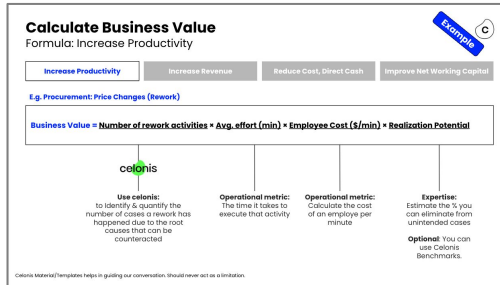 Calculate Business Value
Formula: Increase Productivity
Example
C
Increase Productivity
Increase Revenue
Reduce Cost, Direct Cash
Improve Net Working Capital
E.g. Procurement: Price Changes (Rework)
Business Value = Number of rework activities × Avg. effort (min) × Employee Cost ($/min) × Realization Potential
celonis
Use celonis:
to Identify & quantify the
number of cases a rework has
happened due to the root
causes that can be
counteracted
Operational metric:
The time it takes to
execute that activity
Operational metric:
Calculate the cost
of an employe per
minute
Expertise:
Estimate the % you
can eliminate from
unintended cases
Optional: You can
use Celonis
Benchmarks.
Celonis Material/Templates helps in guiding our conversation. Should never act as a limitation.